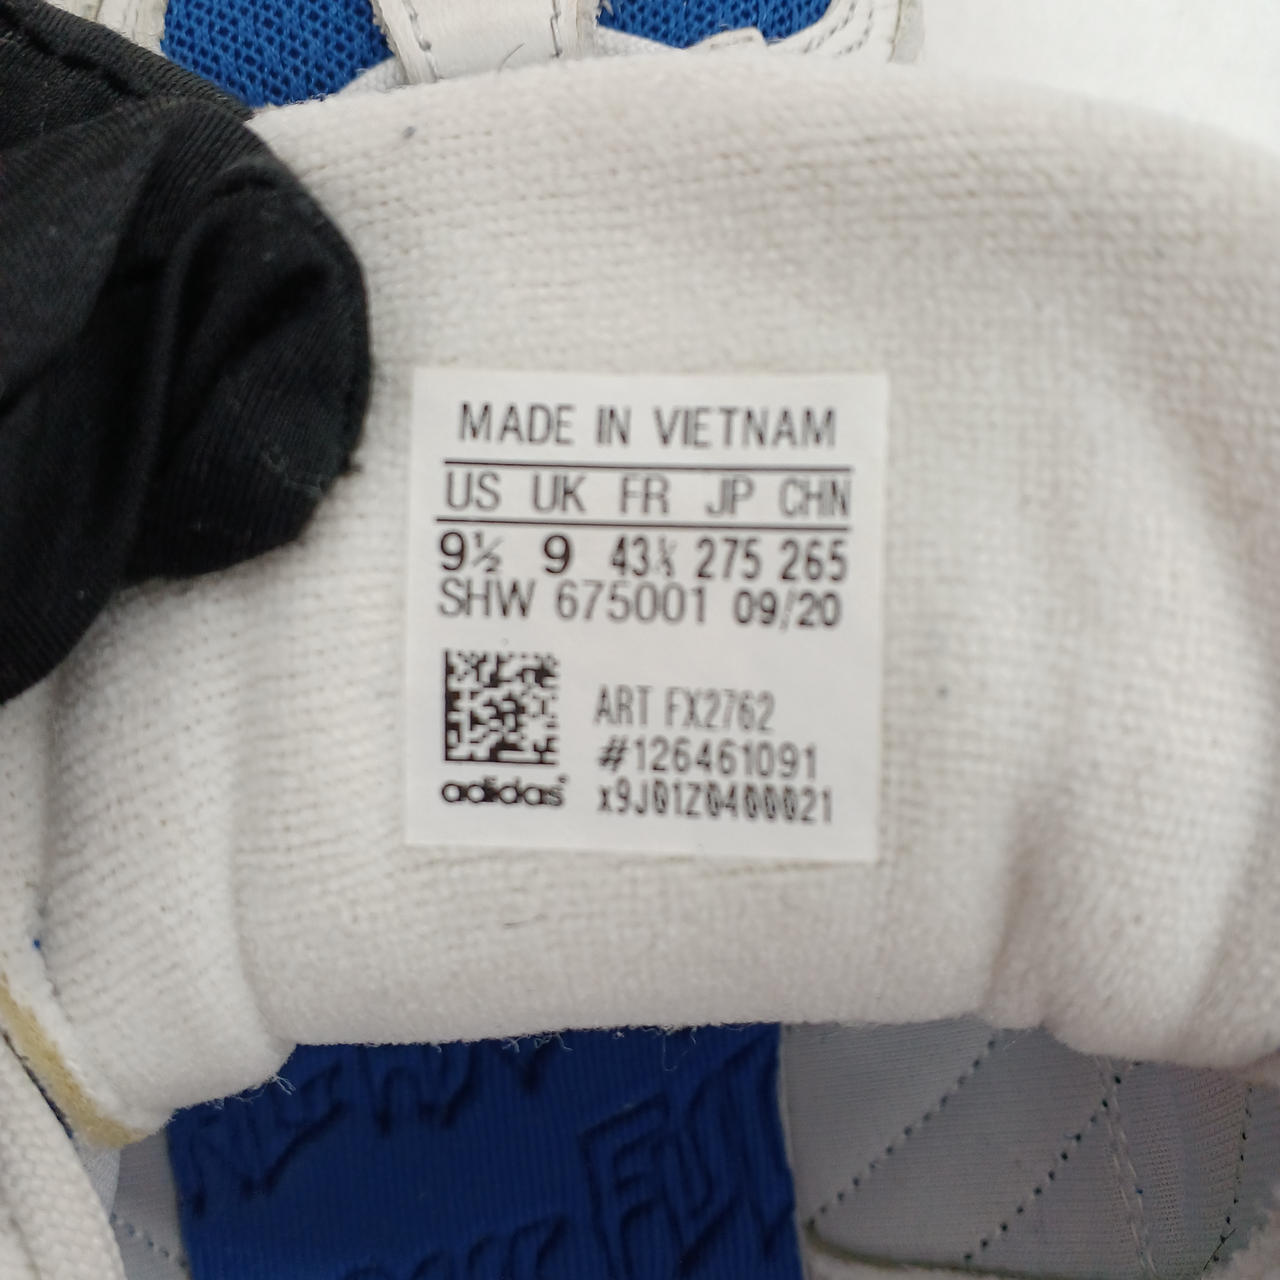 MADE IN VIETNAM
US UK FR JP CHN
9½ 9 43⅓ 275 265
SHW 675001 09/20
ART FX2762
#126461091
adidas x9J01Z0400021